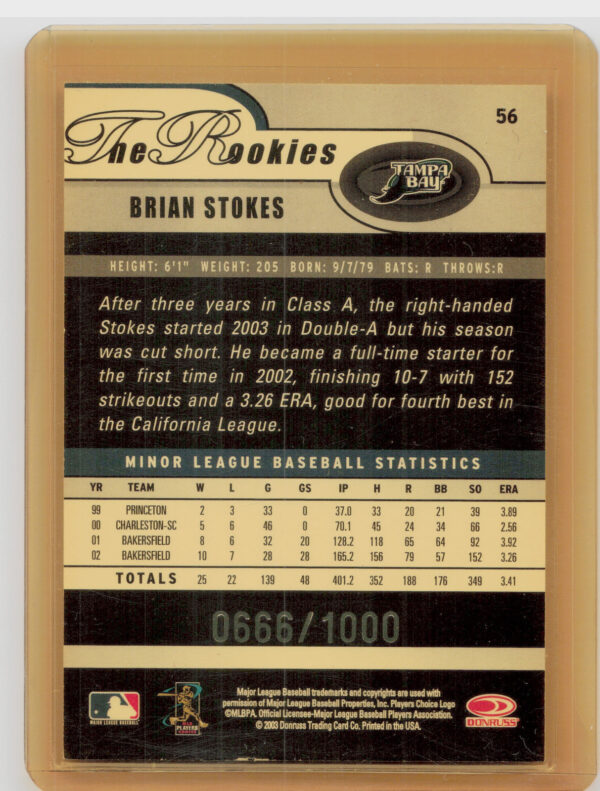 56
The Rookies
TAMPA
BAY
BRIAN STOKES
HEIGHT: 6'1" WEIGHT: 205 BORN: 9/7/79 BATS: R THROWS:R
After three years in Class A, the right-handed
Stokes started 2003 in Double-A but his season
was cut short. He became a full-time starter for
the first time in 2002, finishing 10-7 with 152
strikeouts and a 3.26 ERA, good for fourth best in
the California League.
MINOR LEAGUE BASEBALL STATISTICS
YR TEAM W L G GS IP H R BB SO ERA
99 PRINCETON 2 3 33 0 37.0 33 20 21 39 3.89
00 CHARLESTON-SC 5 6 46 0 70.1 45 24 34 66 2.56
01 BAKERSFIELD 8 6 32 20 128.2 118 65 64 92 3.92
02 BAKERSFIELD 10 7 28 28 165.2 156 79 57 152 3.26
TOTALS 25 22 139 48 401.2 352 188 176 349 3.41
0666/1000
Major League Baseball trademarks and copyrights are used with
permission of Major League Baseball Properties, Inc. Players Choice Logo
©MLBPA. Official Licensee-Major League Baseball Players Association.
© 2003 Donruss Trading Card Co. Printed in the USA.
MAJOR LEAGUE BASEBALL
PLAYERS
CHOICE
DONRUSS